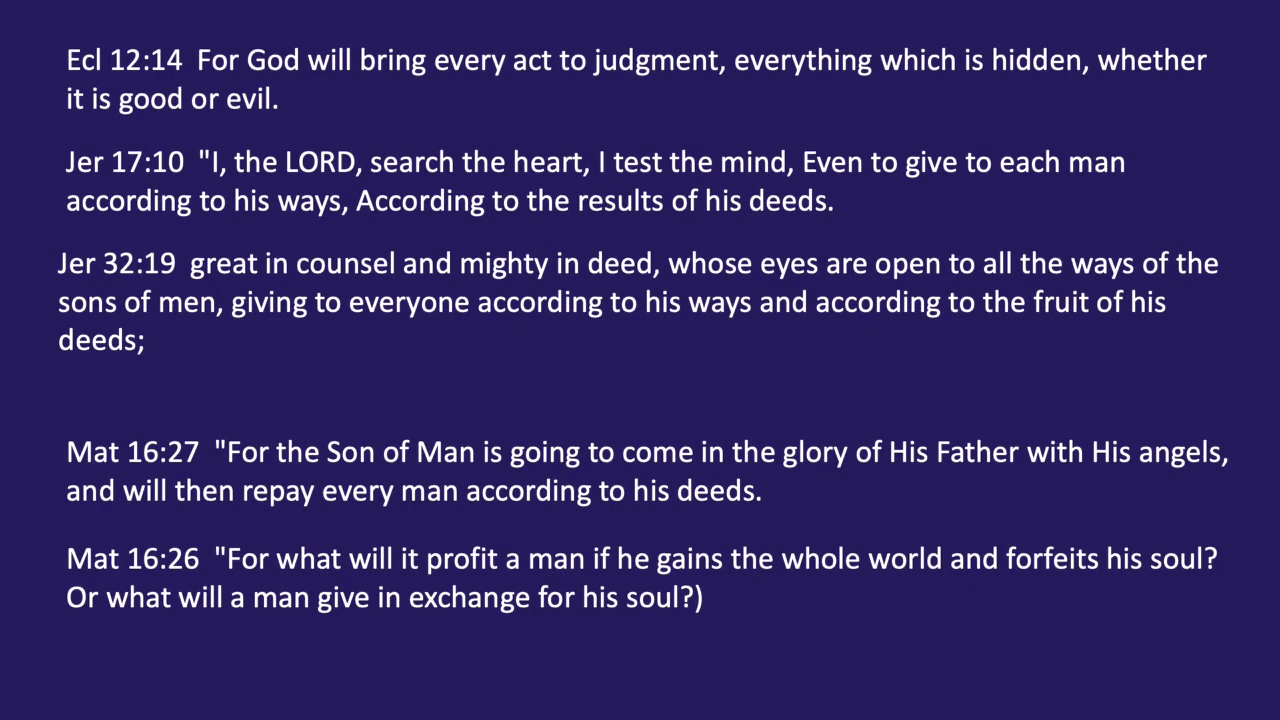 Ecl 12:14  For God will bring every act to judgment, everything which is hidden, whether
it is good or evil.
Jer 17:10  "I, the LORD, search the heart, I test the mind, Even to give to each man
according to his ways, According to the results of his deeds.
Jer 32:19  great in counsel and mighty in deed, whose eyes are open to all the ways of the
sons of men, giving to everyone according to his ways and according to the fruit of his
deeds;
Mat 16:27  "For the Son of Man is going to come in the glory of His Father with His angels,
and will then repay every man according to his deeds.
Mat 16:26  "For what will it profit a man if he gains the whole world and forfeits his soul?
Or what will a man give in exchange for his soul?)